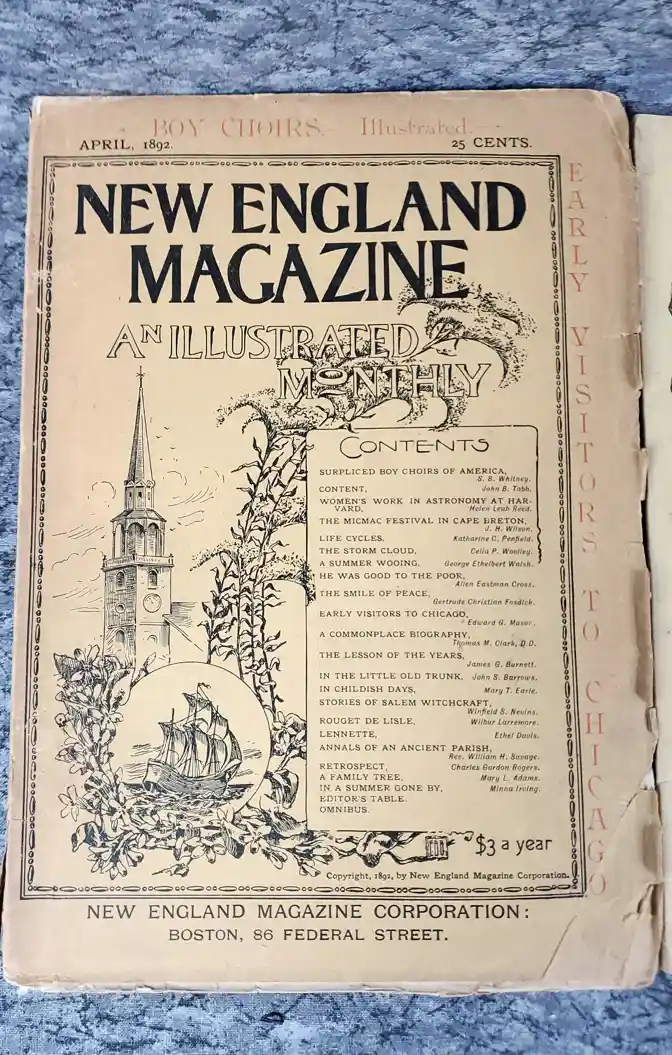 BOY CHOIRS. Illustrated.
APRIL, 1892. 25 CENTS.
NEW ENGLAND
MAGAZINE
AN ILLUSTRATED
MONTHLY
CONTENTS
SURPLICED BOY CHOIRS OF AMERICA,
S. B. Whitney.
CONTENT, John B. Tabb.
WOMEN'S WORK IN ASTRONOMY AT HAR-
VARD, Helen Leah Reed.
THE MICMAC FESTIVAL IN CAPE BRETON,
J. H. Wilson.
LIFE CYCLES, Katharine C. Penfield.
THE STORM CLOUD, Celia P. Woolley.
A SUMMER WOOING, George Ethelbert Walsh.
HE WAS GOOD TO THE POOR,
Allen Eastman Cross.
THE SMILE OF PEACE,
Gertrude Christian Fosdick.
EARLY VISITORS TO CHICAGO,
Edward G. Mason.
A COMMONPLACE BIOGRAPHY,
Thomas M. Clark, D.D.
THE LESSON OF THE YEARS,
James G. Burnett.
IN THE LITTLE OLD TRUNK, John S. Barrows.
IN CHILDISH DAYS, Mary T. Earle.
STORIES OF SALEM WITCHCRAFT,
Winfield S. Nevins.
ROUGET DE LISLE, Wilbur Larremore.
LENNETTE, Ethel Davis.
ANNALS OF AN ANCIENT PARISH,
Rev. William H. Savage.
RETROSPECT, Charles Gordon Rogers.
A FAMILY TREE, Mary L. Adams.
IN A SUMMER GONE BY, Minna Irving.
EDITOR'S TABLE.
OMNIBUS.
$3 a year
Copyright, 1892, by New England Magazine Corporation.
NEW ENGLAND MAGAZINE CORPORATION:
BOSTON, 86 FEDERAL STREET.
EARLY VISITORS TO CHICAGO